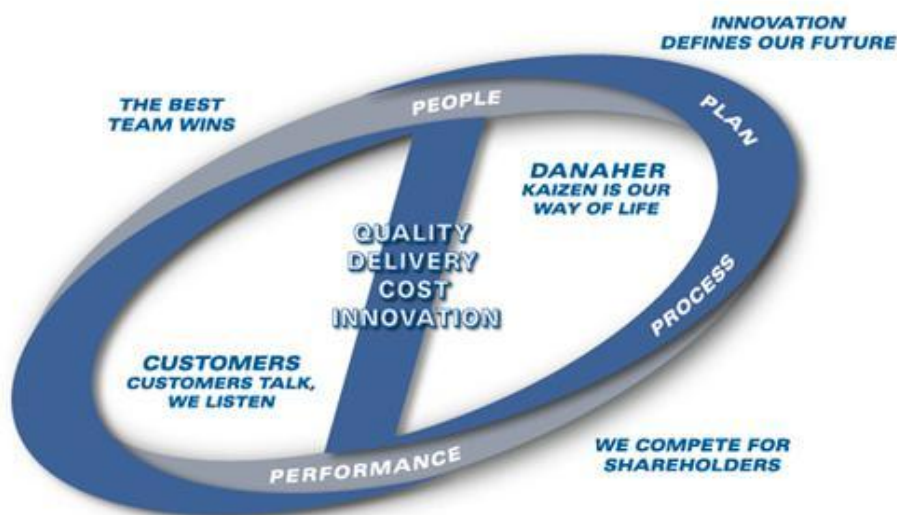 INNOVATION
DEFINES OUR FUTURE
THE BEST
TEAM WINS
PEOPLE
PLAN
DANAHER
KAIZEN IS OUR
WAY OF LIFE
QUALITY
DELIVERY
COST
INNOVATION
PROCESS
CUSTOMERS
CUSTOMERS TALK,
WE LISTEN
WE COMPETE FOR
SHAREHOLDERS
PERFORMANCE